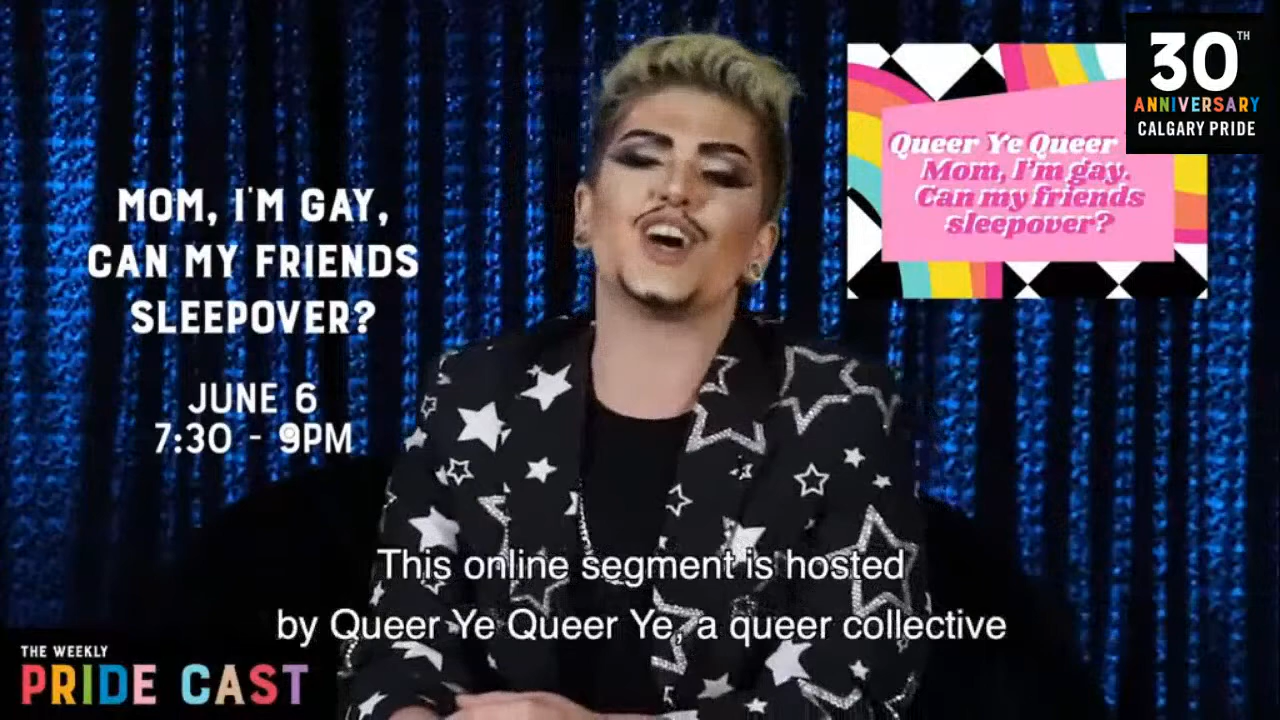 30TH
ANNIVERSARY
CALGARY PRIDE
Queer Ye Queer
Mom, I'm gay.
Can my friends
sleepover?
MOM, I'M GAY,
CAN MY FRIENDS
SLEEPOVER?
JUNE 6
7:30 - 9PM
This online segment is hosted
by Queer Ye Queer Ye, a queer collective
THE WEEKLY
PRIDE CAST